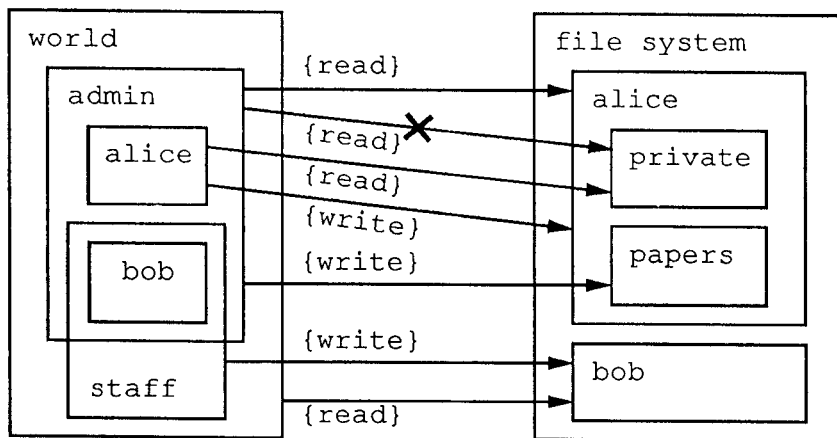 world
file system
{read}
admin
alice
{read}
alice
private
{read}
{write}
bob
{write}
papers
{write}
bob
staff
{read}